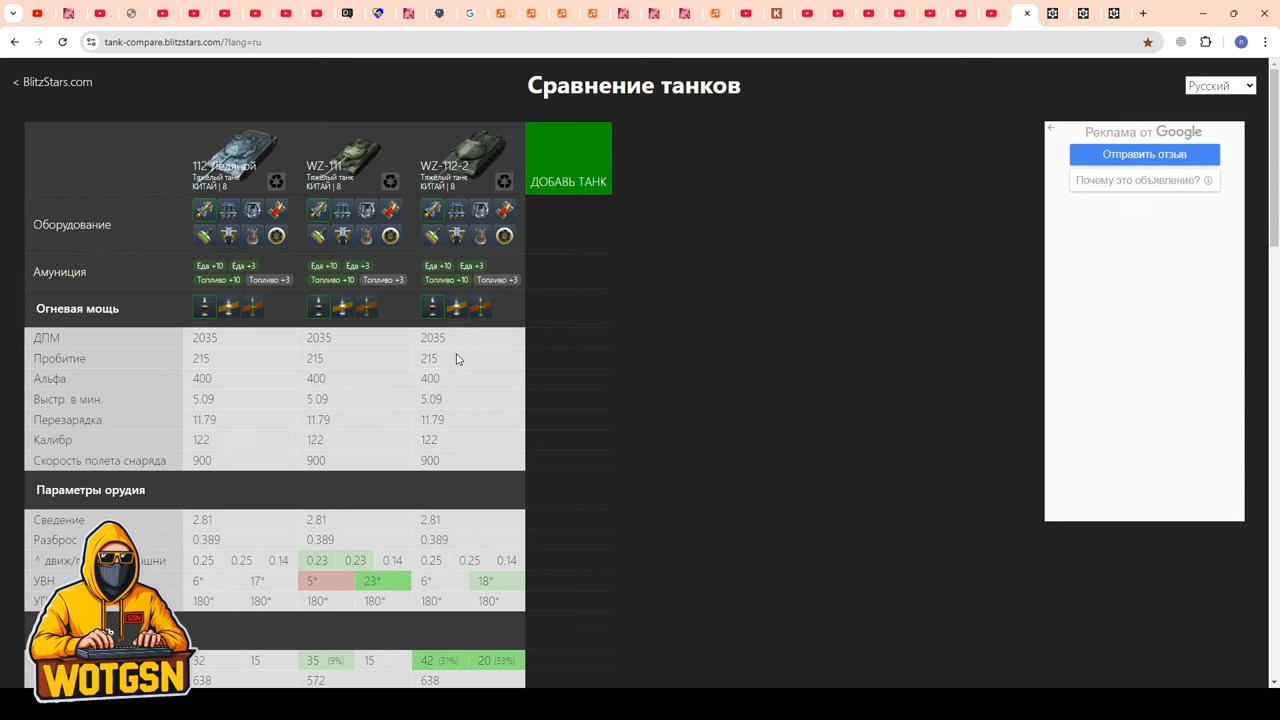 tank-compare.blitzstars.com/?lang=ru
n
< BlitzStars.com
Сравнение танков
Русский
112 Ледяной
Тяжёлый танк
КИТАЙ | 8
WZ-111
Тяжёлый танк
КИТАЙ | 8
WZ-112-2
Тяжёлый танк
КИТАЙ | 8
ДОБАВЬ ТАНК
Реклама от Google
Отправить отзыв
Почему это объявление?
Оборудование
Амуниция
Еда +10 Еда +3 Еда +10 Еда +3 Еда +10 Еда +3
Топливо +10 Топливо +3 Топливо +10 Топливо +3 Топливо +10 Топливо +3
Огневая мощь
ДПМ 2035 2035 2035
Пробитие 215 215 215
Альфа 400 400 400
Выстр. в мин. 5.09 5.09 5.09
Перезарядка 11.79 11.79 11.79
Калибр 122 122 122
Скорость полета снаряда 900 900 900
Параметры орудия
Сведение 2.81 2.81 2.81
Разброс 0.389 0.389 0.389
^ движ/ 0.25 0.25 0.14 0.23 0.23 0.14 0.25 0.25 0.14
УВН 6° 17° 5° 23° 6° 18°
180° 180° 180° 180° 180° 180°
32 15 35 (9%) 15 42 (31%) 20 (33%)
638 572 638
GSN
WOTGSN